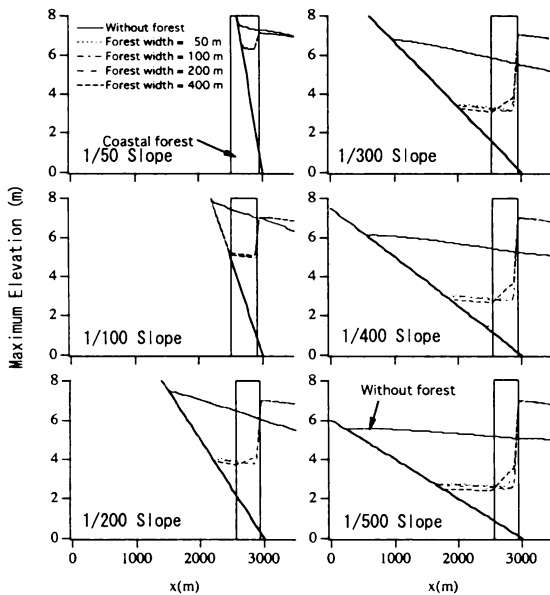 Maximum Elevation (m)
8
6
4
2
0
Without forest
Forest width = 50 m
Forest width = 100 m
Forest width = 200 m
Forest width = 400 m
Coastal forest
1/50 Slope
8
6
4
2
0
1/300 Slope
8
6
4
2
0
1/100 Slope
8
6
4
2
0
1/400 Slope
8
6
4
2
0
1/200 Slope
0 1000 2000 3000
x(m)
8
6
4
2
0
Without forest
1/500 Slope
0 1000 2000 3000
x(m)